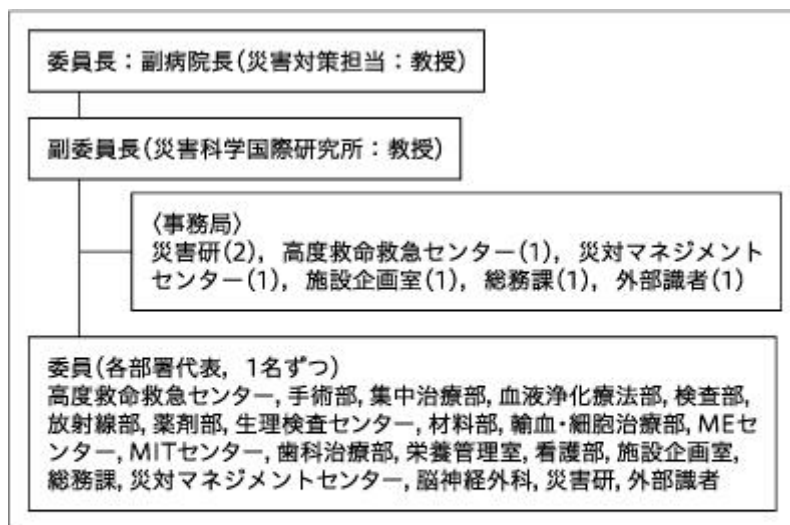 委員長：副病院長(災害対策担当：教授)
副委員長(災害科学国際研究所：教授)
〈事務局〉
災害研(2)，高度救命救急センター(1)，災対マネジメント
センター(1)，施設企画室(1)，総務課(1)，外部識者(1)
委員(各部署代表，1名ずつ)
高度救命救急センター, 手術部, 集中治療部, 血液浄化療法部, 検査部,
放射線部, 薬剤部, 生理検査センター, 材料部, 輸血・細胞治療部, MEセ
ンター, MITセンター, 歯科治療部, 栄養管理室, 看護部, 施設企画室,
総務課, 災対マネジメントセンター, 脳神経外科, 災害研, 外部識者